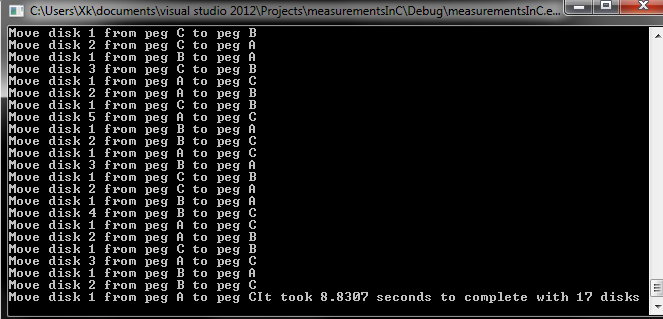 C:\Users\Xk\documents\visual studio 2012\Projects\measurementsInC\Debug\measurementsInC.e...
Move disk 1 from peg C to peg B
Move disk 2 from peg C to peg A
Move disk 1 from peg B to peg A
Move disk 3 from peg C to peg B
Move disk 1 from peg A to peg C
Move disk 2 from peg A to peg B
Move disk 1 from peg C to peg B
Move disk 5 from peg A to peg C
Move disk 1 from peg B to peg A
Move disk 2 from peg B to peg C
Move disk 1 from peg A to peg C
Move disk 3 from peg B to peg A
Move disk 1 from peg C to peg B
Move disk 2 from peg C to peg A
Move disk 1 from peg B to peg A
Move disk 4 from peg B to peg C
Move disk 1 from peg A to peg C
Move disk 2 from peg A to peg B
Move disk 1 from peg C to peg B
Move disk 3 from peg A to peg C
Move disk 1 from peg B to peg A
Move disk 2 from peg B to peg C
Move disk 1 from peg A to peg CIt took 8.8307 seconds to complete with 17 disks